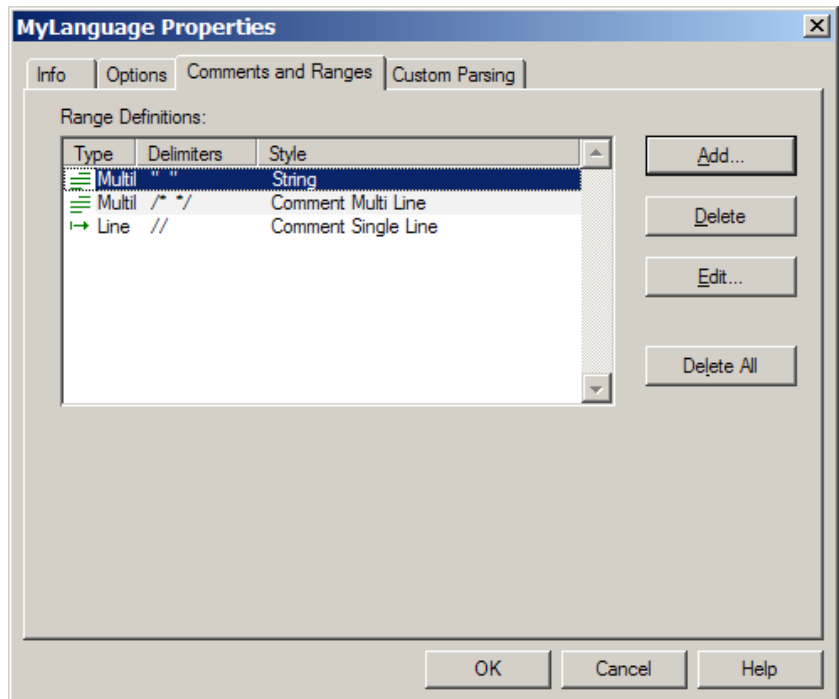 MyLanguage Properties
Info Options Comments and Ranges Custom Parsing
Range Definitions:
Type Delimiters Style
Multil " " String
Multil /* */ Comment Multi Line
Line // Comment Single Line
Add...
Delete
Edit...
Delete All
OK Cancel Help